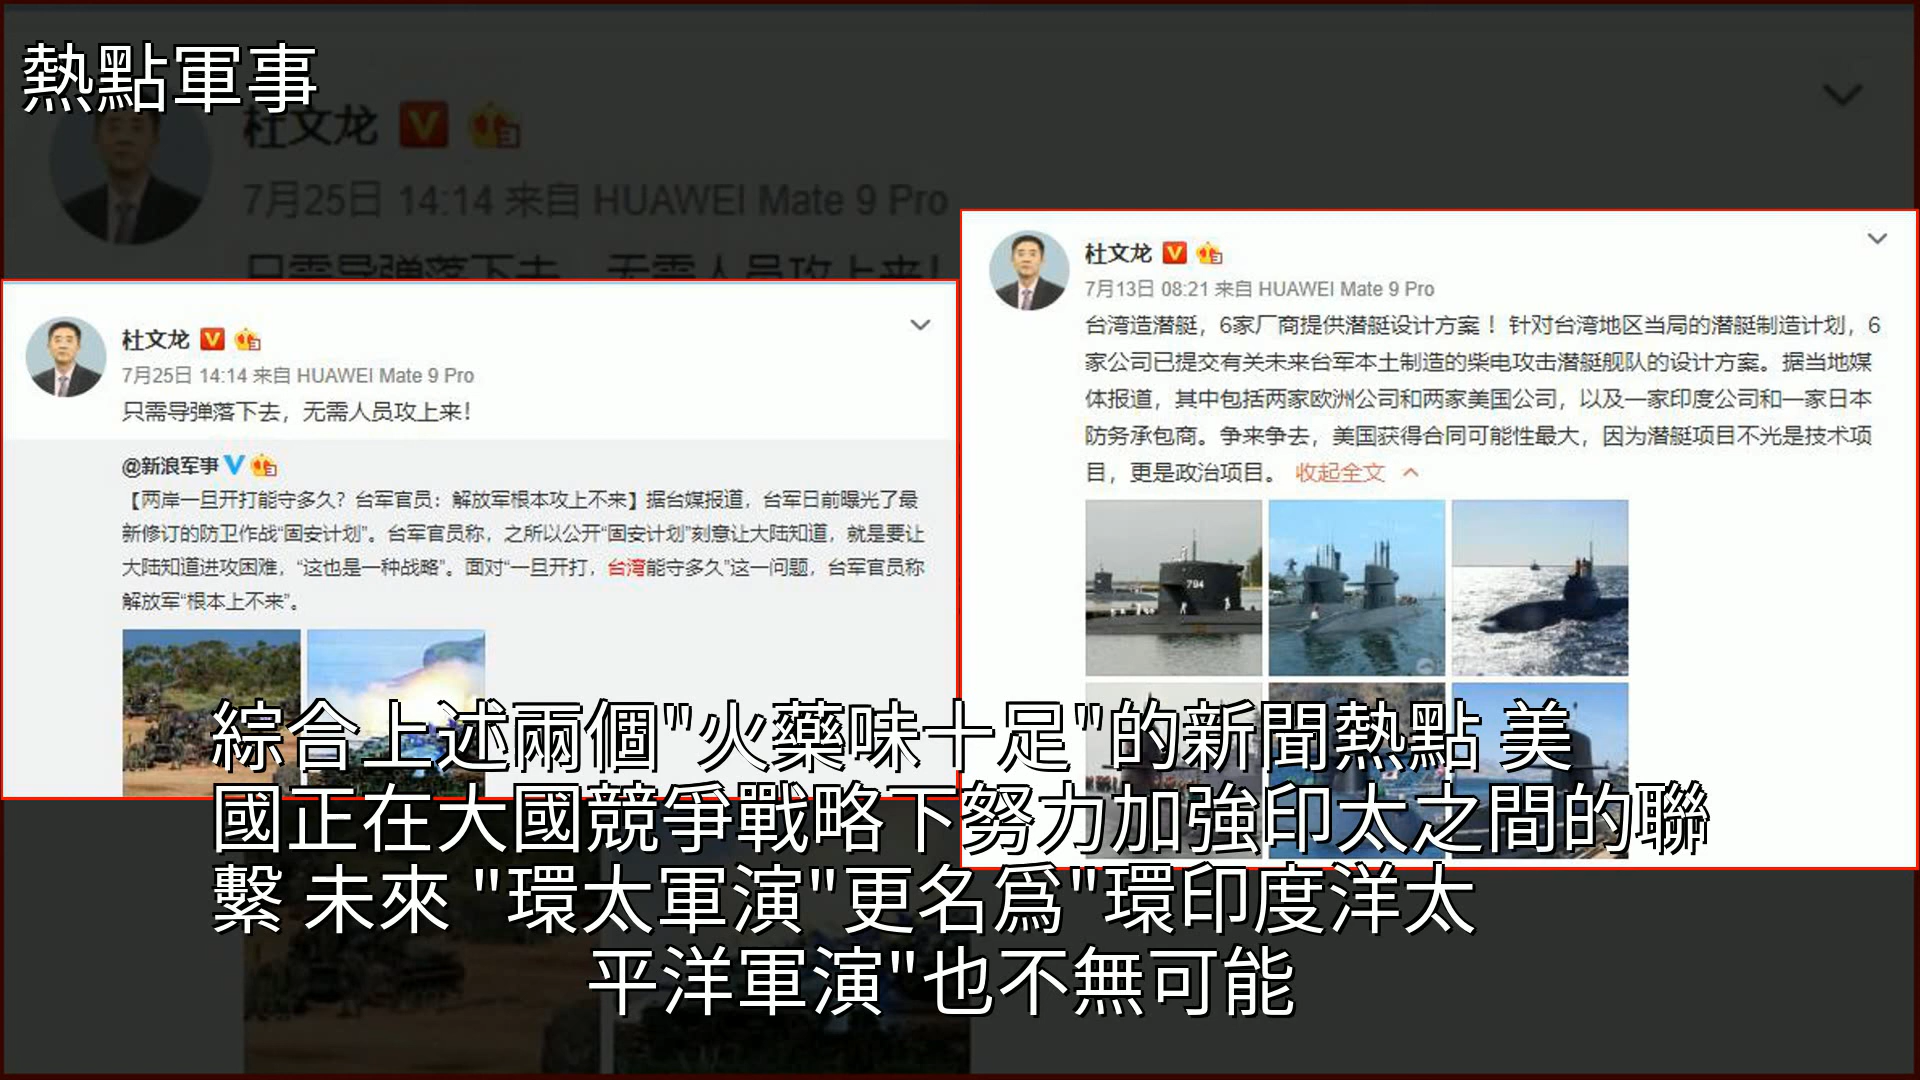 熱點軍事
杜文龙
7月25日 14:14 来自 HUAWEI Mate 9 Pro
只需导弹落下去,无需人员攻上来!
杜文龙
7月25日 14:14 来自 HUAWEI Mate 9 Pro
只需导弹落下去，无需人员攻上来！
@新浪军事
【两岸一旦开打能守多久？台军官员：解放军根本攻上不来】据台媒报道，台军日前曝光了最
新修订的防卫作战“固安计划”。台军官员称，之所以公开“固安计划”刻意让大陆知道，就是要让
大陆知道进攻困难，“这也是一种战略”。面对“一旦开打，台湾能守多久”这一问题，台军官员称
解放军“根本上不来”。
杜文龙
7月13日 08:21 来自 HUAWEI Mate 9 Pro
台湾造潜艇，6家厂商提供潜艇设计方案！针对台湾地区当局的潜艇制造计划，6
家公司已提交有关未来台军本土制造的柴电攻击潜艇舰队的设计方案。据当地媒
体报道，其中包括两家欧洲公司和两家美国公司，以及一家印度公司和一家日本
防务承包商。争来争去，美国获得合同可能性最大，因为潜艇项目不光是技术项
目，更是政治项目。 收起全文
794
綜合上述兩個"火藥味十足"的新聞熱點 美
國正在大國競爭戰略下努力加強印太之間的聯
繫 未來 "環太軍演"更名爲"環印度洋太
平洋軍演"也不無可能